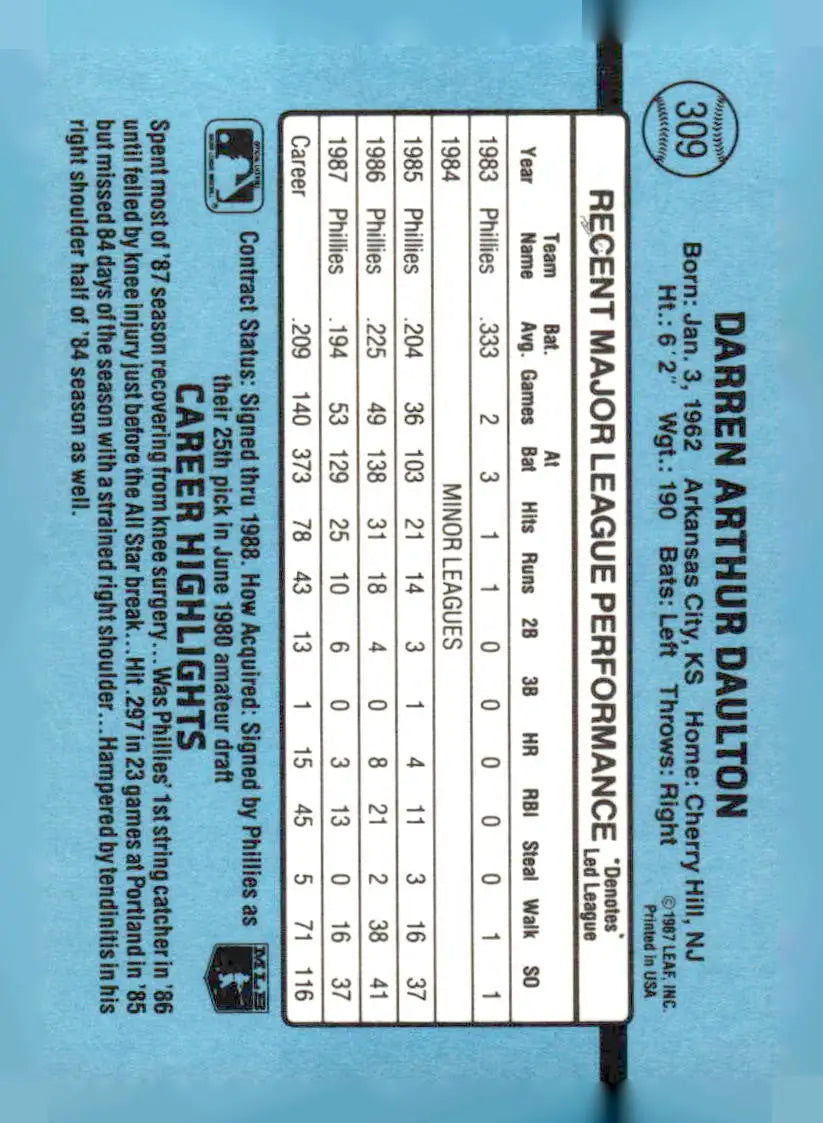 309
DARREN ARTHUR DAULTON
Born: Jan. 3, 1962 Arkansas City, KS Home: Cherry Hill, NJ
Ht.: 6'2" Wgt.: 190 Bats: Left Throws: Right
©1987 LEAF, INC.
Printed in USA
RECENT MAJOR LEAGUE PERFORMANCE *Denotes*
Led League
Year Team Name Bat. Avg. Games At Bat Hits Runs 2B 3B HR RBI Steal Walk SO
1983 Phillies .333 2 3 1 1 0 0 0 0 0 1 1
1984 MINOR LEAGUES
1985 Phillies .204 36 103 21 14 3 1 4 11 3 16 37
1986 Phillies .225 49 138 31 18 4 0 8 21 2 38 41
1987 Phillies .194 53 129 25 10 6 0 3 13 0 16 37
Career .209 140 373 78 43 13 1 15 45 5 71 116
Contract Status: Signed thru 1988. How Acquired: Signed by Phillies as
their 25th pick in June 1980 amateur draft
MLB
CAREER HIGHLIGHTS
Spent most of '87 season recovering from knee surgery...Was Phillies' 1st string catcher in '86
until felled by knee injury just before the All Star break...Hit .297 in 23 games at Portland in '85
but missed 84 days of the season with a strained right shoulder...Hampered by tendinitis in his
right shoulder half of '84 season as well.